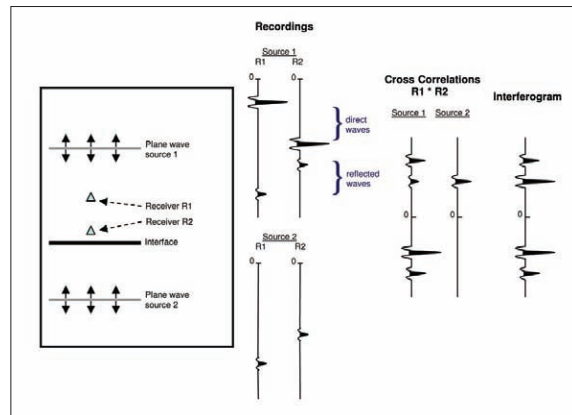 Recordings
Source 1
R1 R2
0 0
direct
waves
reflected
waves
Source 2
R1 R2
0 0
Plane wave
source 1
Receiver R1
Receiver R2
Interface
Plane wave
source 2
Cross Correlations
R1 * R2
Source 1 Source 2
0 0
Interferogram
0